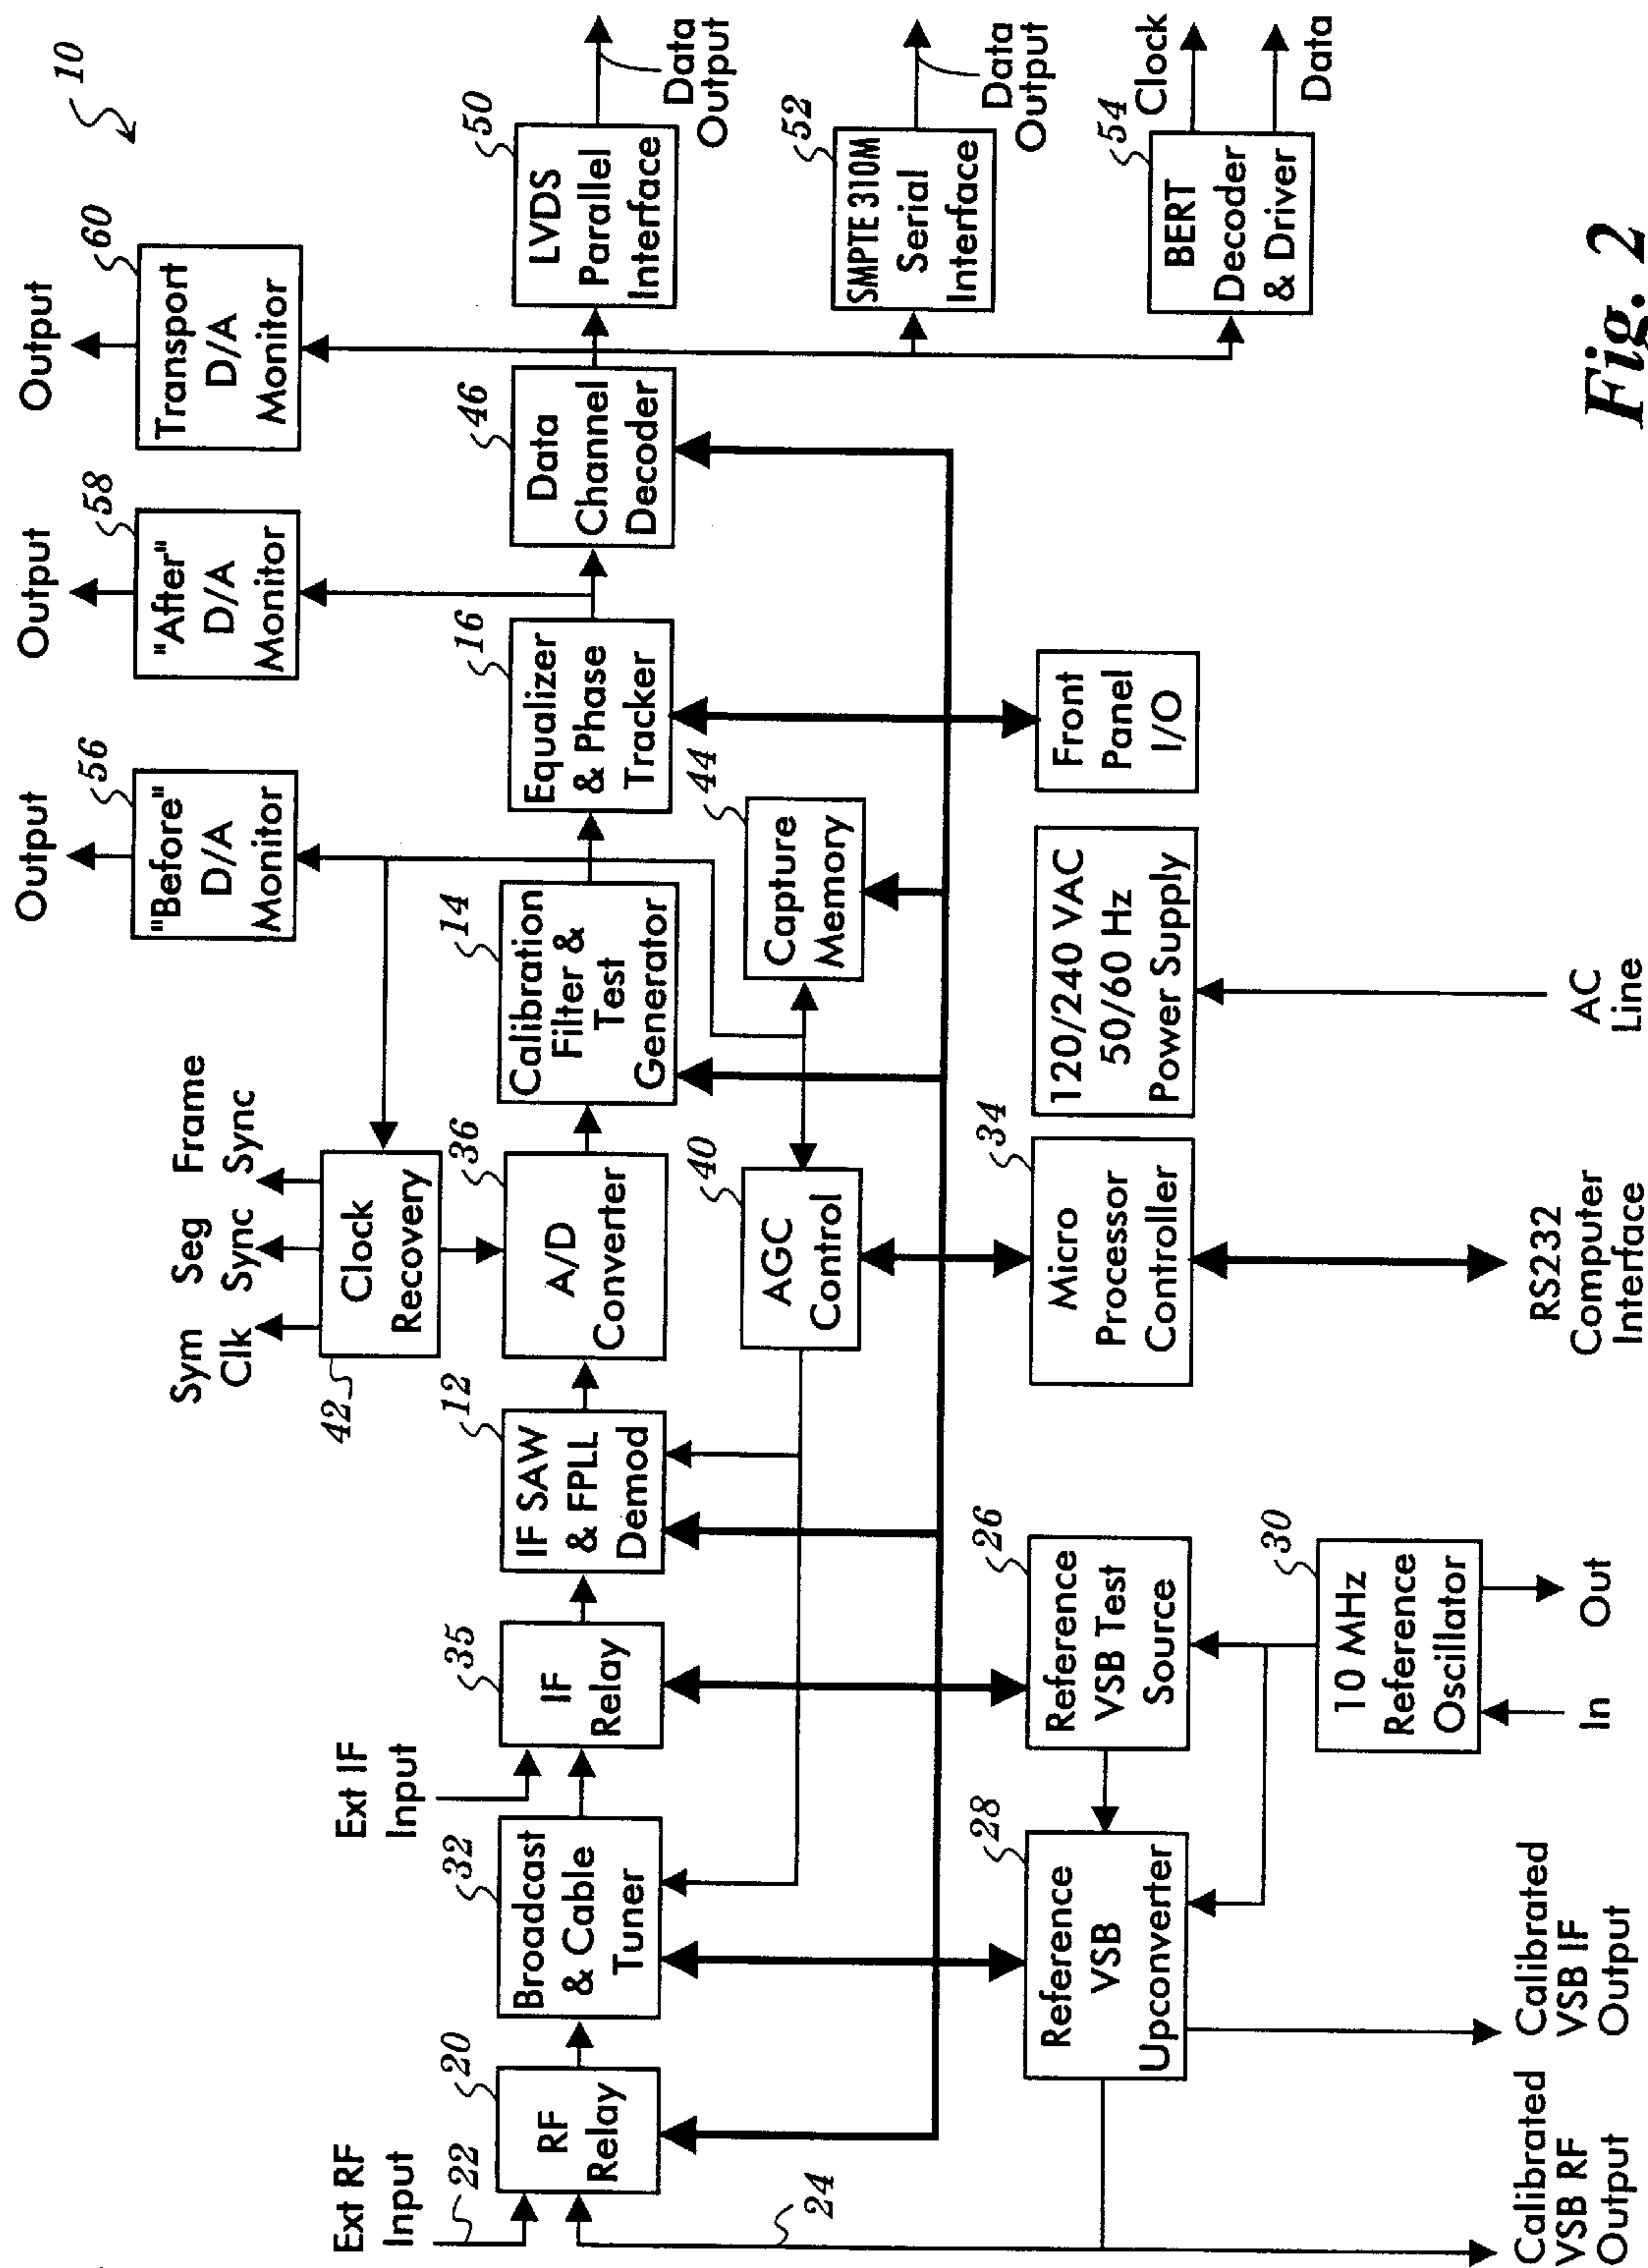 10
Output
Output
Output
56
58
60
"Before"
D/A
Monitor
"After"
D/A
Monitor
Transport
D/A
Monitor
Sym
Clk
Seg
Sync
Frame
Sync
42
Clock
Recovery
Ext RF
Input
22
20
RF
Relay
32
Broadcast
& Cable
Tuner
Ext IF
Input
35
IF
Relay
12
IF SAW
& FPLL
Demod
36
A/D
Converter
14
Calibration
Filter &
Test
Generator
16
Equalizer
& Phase
Tracker
46
Data
Channel
Decoder
50
LVDS
Parallel
Interface
Data
Output
24
40
AGC
Control
44
Capture
Memory
52
SMPTE 310M
Serial
Interface
Data
Output
28
Reference
VSB
Upconverter
26
Reference
VSB Test
Source
34
Micro
Processor
Controller
120/240 VAC
50/60 Hz
Power Supply
Front
Panel
I/O
54
BERT
Decoder
& Driver
Clock
Data
30
10 MHz
Reference
Oscillator
Calibrated
VSB RF
Output
Calibrated
VSB IF
Output
In
Out
RS232
Computer
Interface
AC
Line
Fig. 2